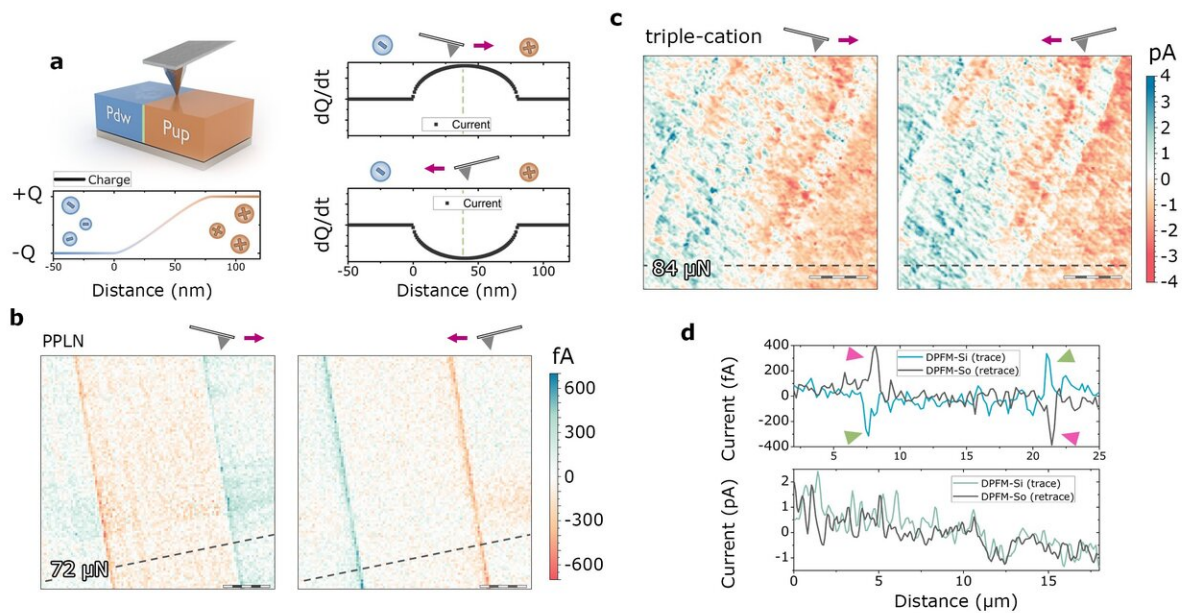 a
Pdw
Pup
Charge
+Q
-Q
-50
0
50
100
Distance (nm)
dQ/dt
Current
dQ/dt
Current
-50
0
50
100
Distance (nm)
b
PPLN
72 μN
fA
600
300
0
-300
-600
c
triple-cation
84 μN
pA
4
3
2
1
0
-1
-2
-3
-4
d
Current (fA)
400
200
0
-200
-400
DPFM-Si (trace)
DPFM-So (retrace)
5
10
15
20
25
Current (pA)
2
1
0
-1
DPFM-Si (trace)
DPFM-So (retrace)
0
5
10
15
Distance (μm)